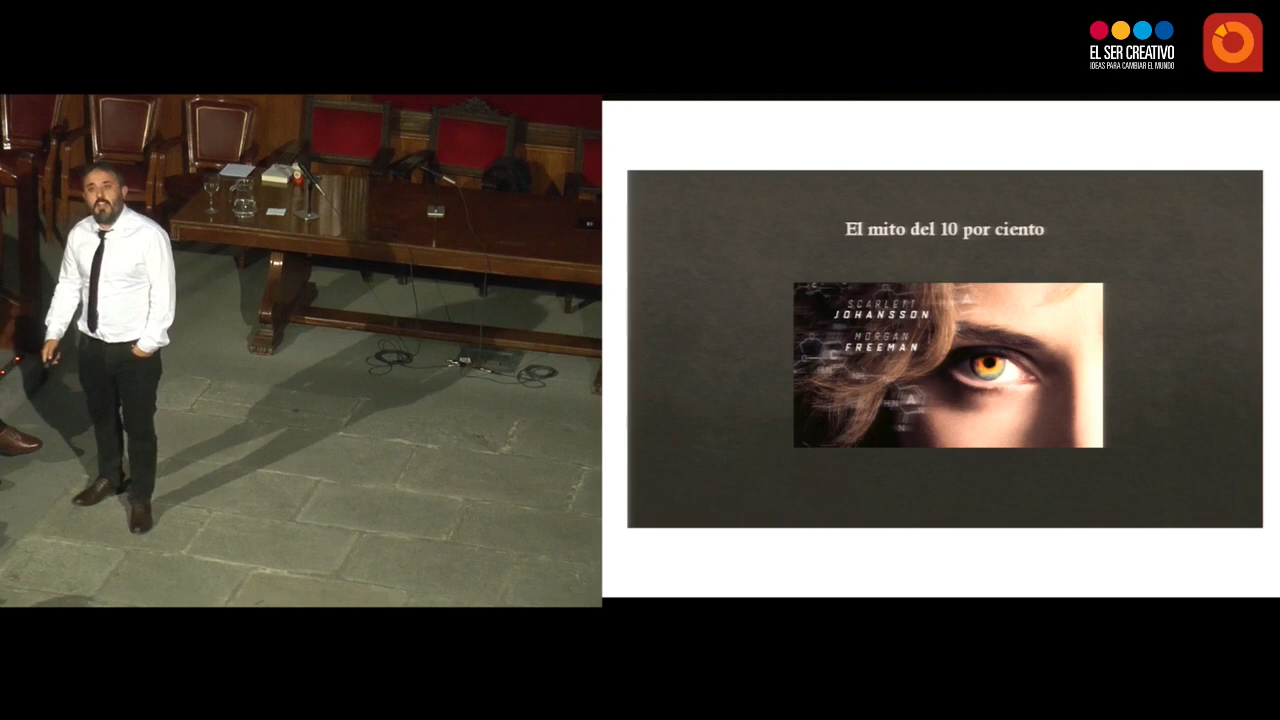 EL SER CREATIVO
IDEAS PARA CAMBIAR EL MUNDO
El mito del 10 por ciento
SCARLETT
JOHANSSON
MORGAN
FREEMAN
A
A
N